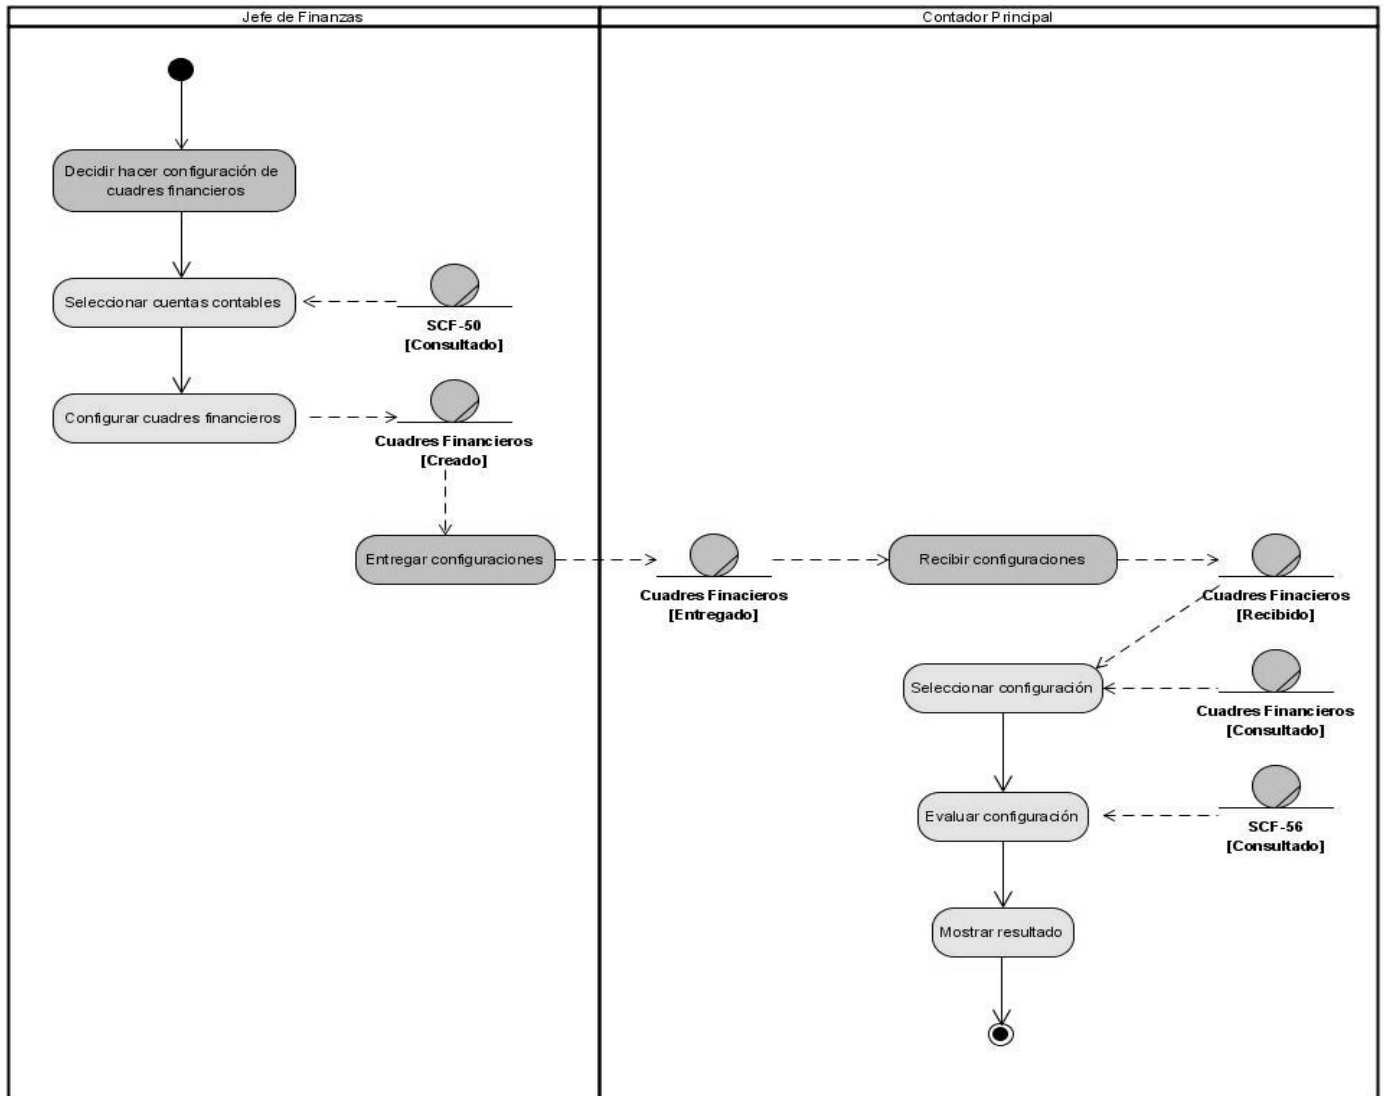 Jefe de Finanzas
Contador Principal
Decidir hacer configuración de
cuadres financieros
Seleccionar cuentas contables
SCF-50
[Consultado]
Configurar cuadres financieros
Cuadres Financieros
[Creado]
Entregar configuraciones
Cuadres Finacieros
[Entregado]
Recibir configuraciones
Cuadres Finacieros
[Recibido]
Seleccionar configuración
Cuadres Financieros
[Consultado]
Evaluar configuración
SCF-56
[Consultado]
Mostrar resultado